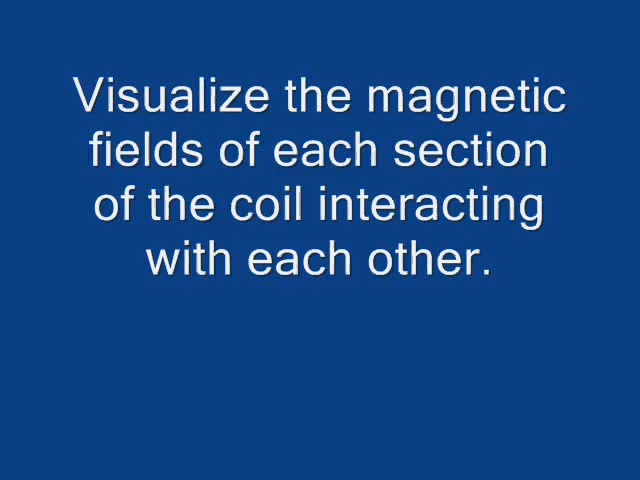 Visualize the magnetic
fields of each section
of the coil interacting
with each other.